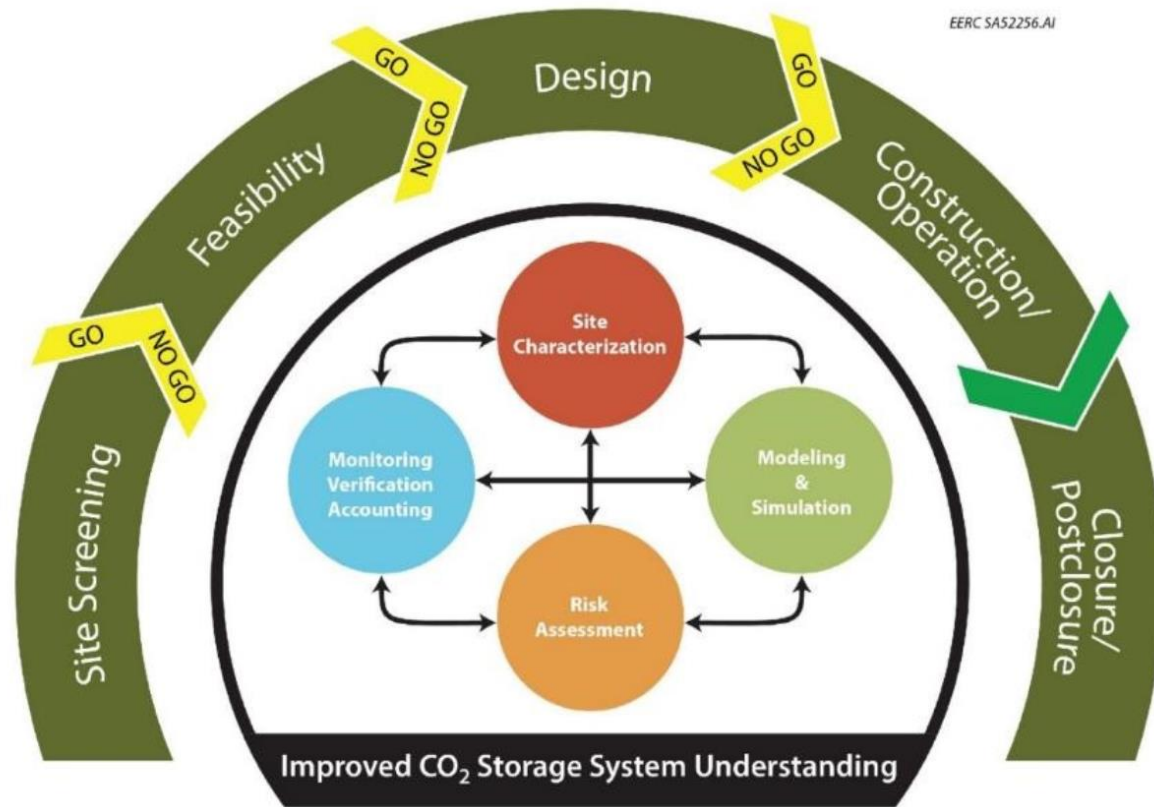 EERC SA52256.AI
Site Screening
GO
NO GO
Feasibility
GO
NO GO
Design
GO
NO GO
Construction/
Operation
Closure/
Postclosure
Site
Characterization
Monitoring
Verification
Accounting
Modeling
&
Simulation
Risk
Assessment
Improved CO₂ Storage System Understanding